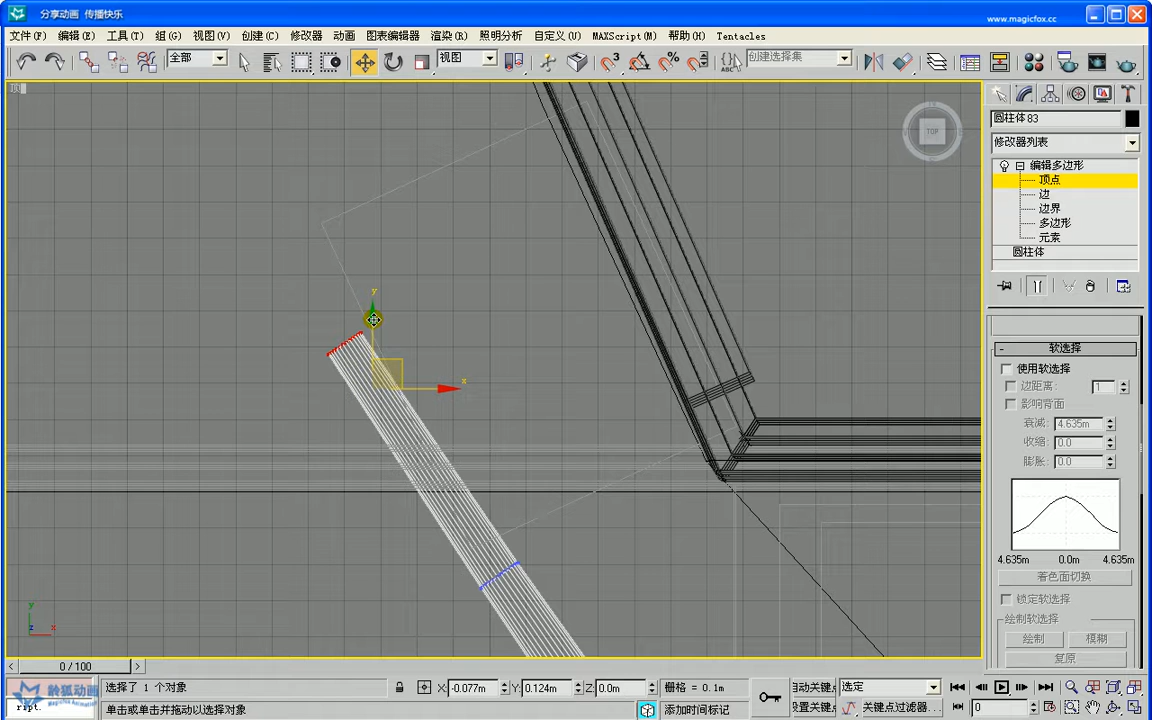 分享动画 传播快乐
www.magicfox.cc
文件(F) 编辑(E) 工具(T) 组(G) 视图(V) 创建(C) 修改器 动画 图表编辑器 渲染(R) 照明分析 自定义(U) MAXScript(M) 帮助(H) Tentacles
全部 视图 3 ABC 创建选择集
TOP
圆柱体83
修改器列表
编辑多边形
顶点
边
边界
多边形
元素
圆柱体
y
x
- 软选择
使用软选择
边距离: 1
影响背面
衰减: 4.635m
收缩: 0.0
膨胀: 0.0
4.635m 0.0m 4.635m
着色面切换
锁定软选择
绘制软选择
绘制 模糊
复原
y
z x
< 0 / 100 >
龄狐动画
MagicFox Animation
ript.
选择了 1 个对象 X: -0.077m Y: 0.124m Z: 0.0m 栅格 = 0.1m 自动关键点 选定
单击或单击并拖动以选择对象 添加时间标记 设置关键点 关键点过滤器... 0